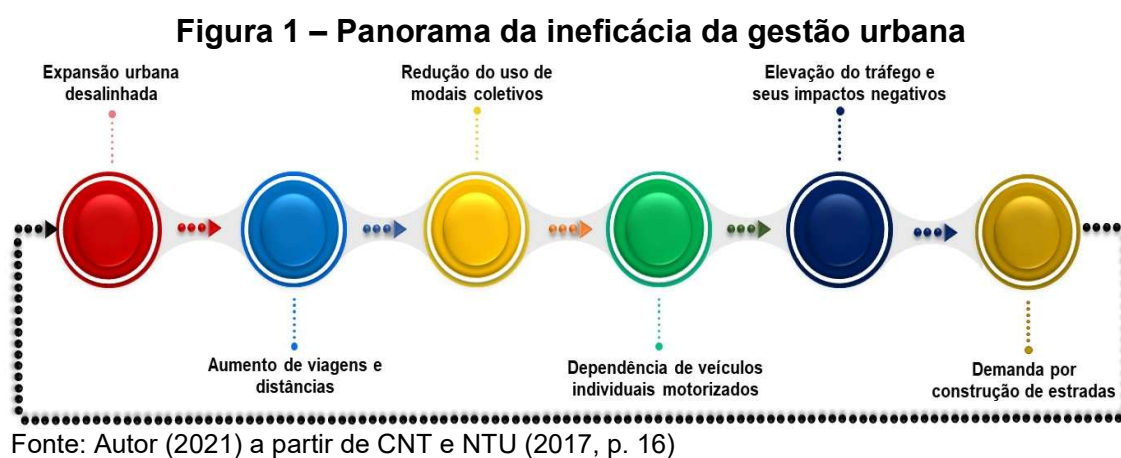 Figura 1 – Panorama da ineficácia da gestão urbana
Expansão urbana
desalinhada
Redução do uso de
modais coletivos
Elevação do tráfego e
seus impactos negativos
Aumento de viagens e
distâncias
Dependência de veículos
individuais motorizados
Demanda por
construção de estradas
Fonte: Autor (2021) a partir de CNT e NTU (2017, p. 16)